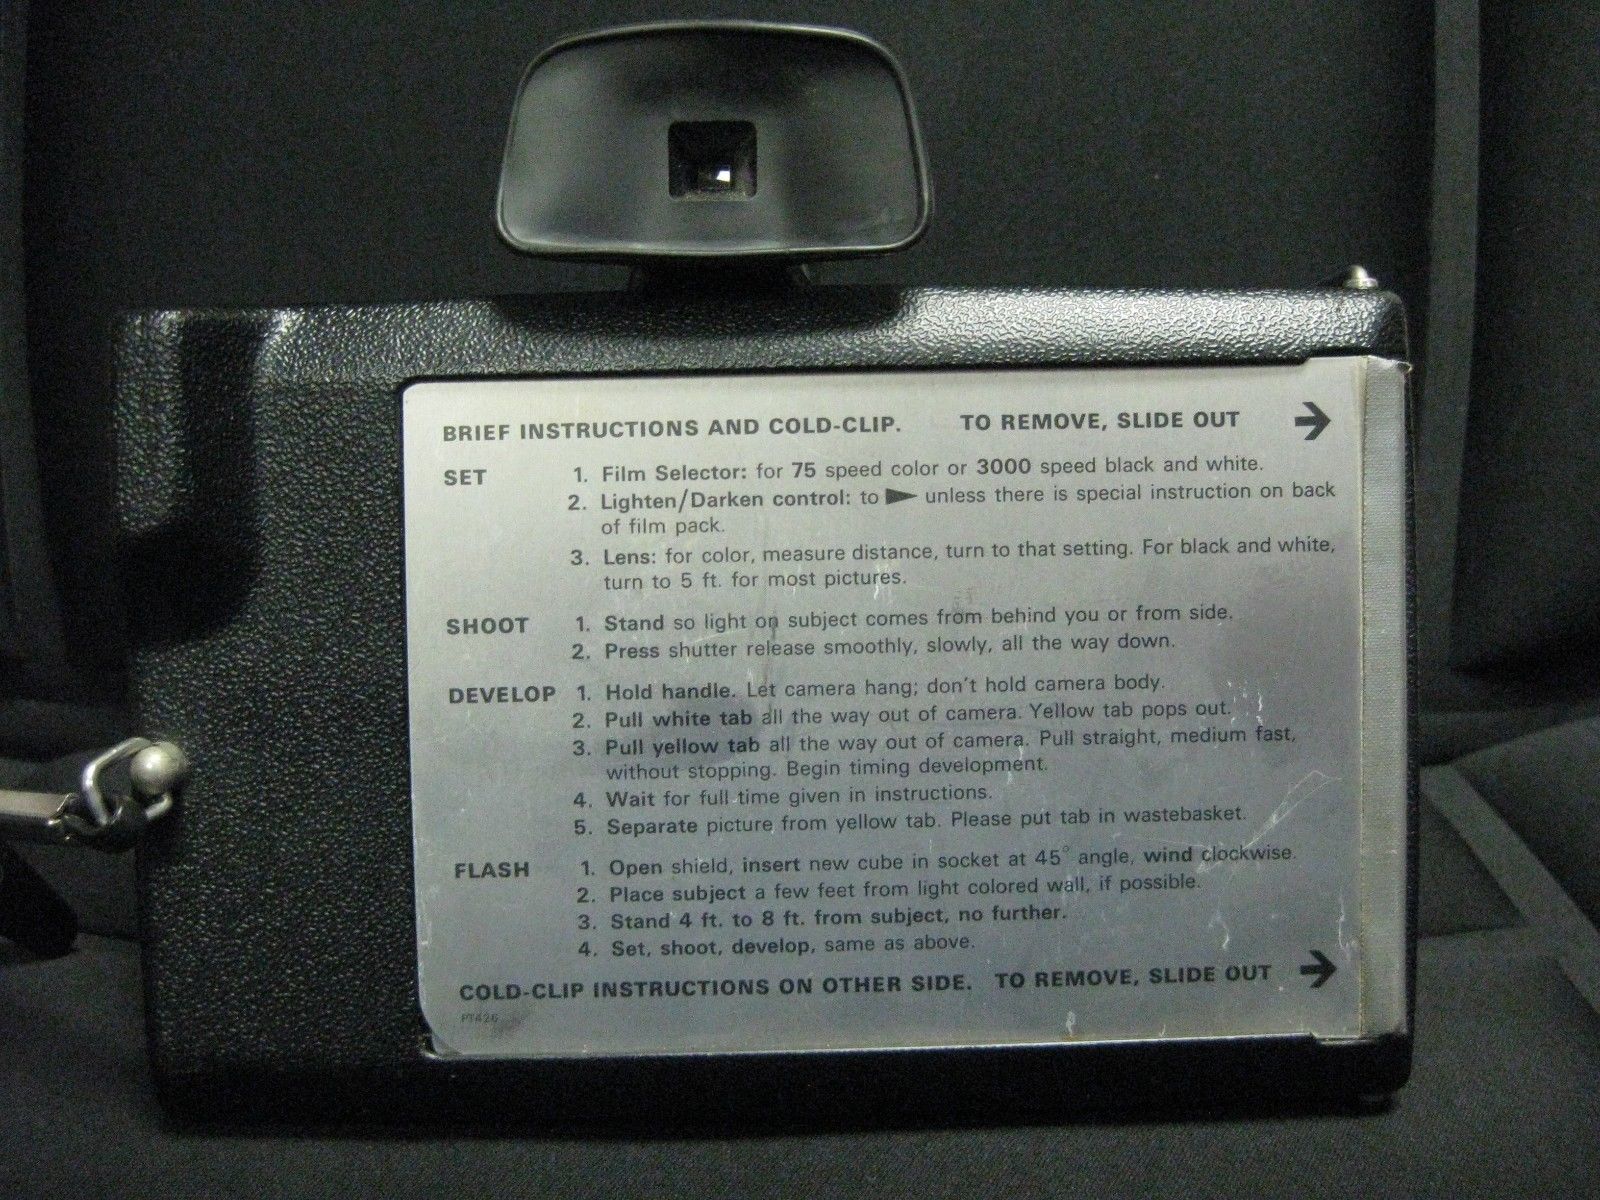 BRIEF INSTRUCTIONS AND COLD-CLIP. TO REMOVE, SLIDE OUT →
SET 1. Film Selector: for 75 speed color or 3000 speed black and white.
2. Lighten/Darken control: to ► unless there is special instruction on back
of film pack.
3. Lens: for color, measure distance, turn to that setting. For black and white,
turn to 5 ft. for most pictures.
SHOOT 1. Stand so light on subject comes from behind you or from side.
2. Press shutter release smoothly, slowly, all the way down.
DEVELOP 1. Hold handle. Let camera hang; don't hold camera body.
2. Pull white tab all the way out of camera. Yellow tab pops out.
3. Pull yellow tab all the way out of camera. Pull straight, medium fast,
without stopping. Begin timing development.
4. Wait for full time given in instructions.
5. Separate picture from yellow tab. Please put tab in wastebasket.
FLASH 1. Open shield, insert new cube in socket at 45° angle, wind clockwise.
2. Place subject a few feet from light colored wall, if possible.
3. Stand 4 ft. to 8 ft. from subject, no further.
4. Set, shoot, develop, same as above.
COLD-CLIP INSTRUCTIONS ON OTHER SIDE. TO REMOVE, SLIDE OUT →
PT426